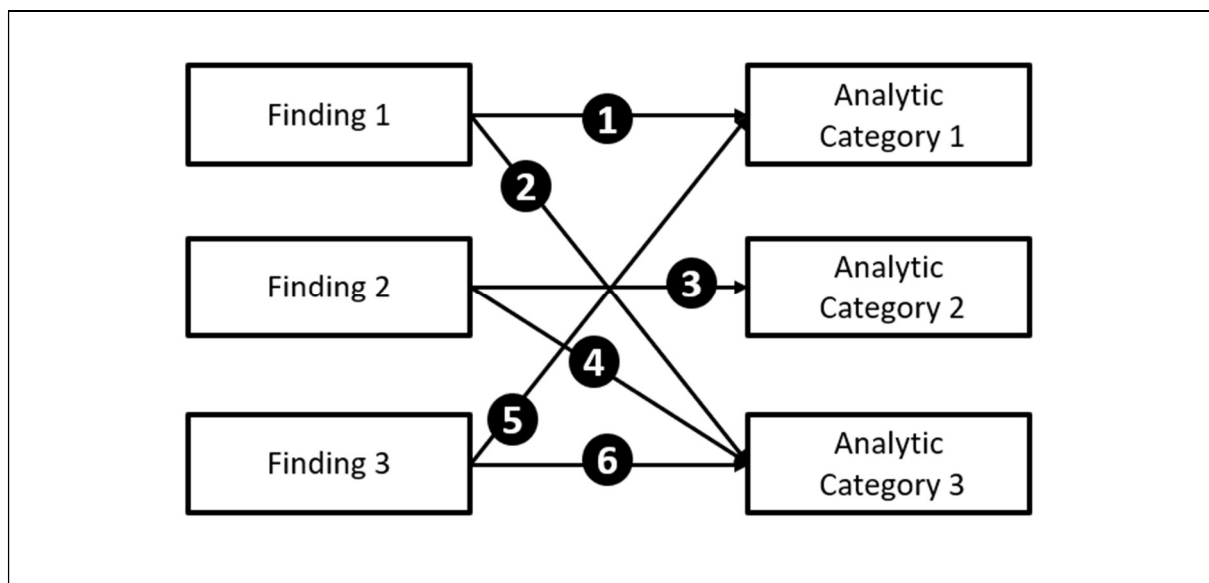 Finding 1
1
Analytic
Category 1
2
Finding 2
3
Analytic
Category 2
4
5
Finding 3
6
Analytic
Category 3